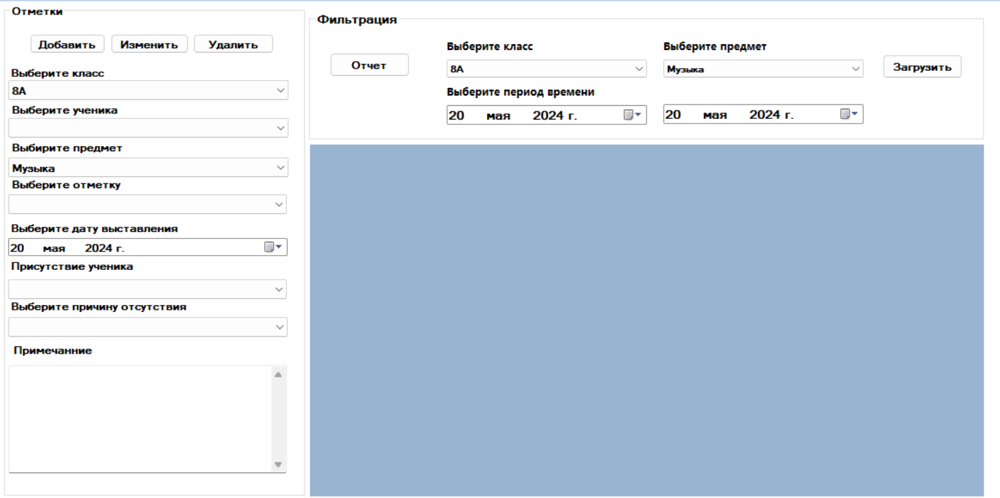 Отметки
Добавить Изменить Удалить
Выберите класс
8А
Выберите ученика
Выбирите предмет
Музыка
Выберите отметку
Выберите дату выставления
20 мая 2024 г.
Присутствие ученика
Выберите причину отсутствия
Примечанние
Фильтрация
Отчет
Выберите класс
8А
Выберите предмет
Музыка
Загрузить
Выберите период времени
20 мая 2024 г.
20 мая 2024 г.